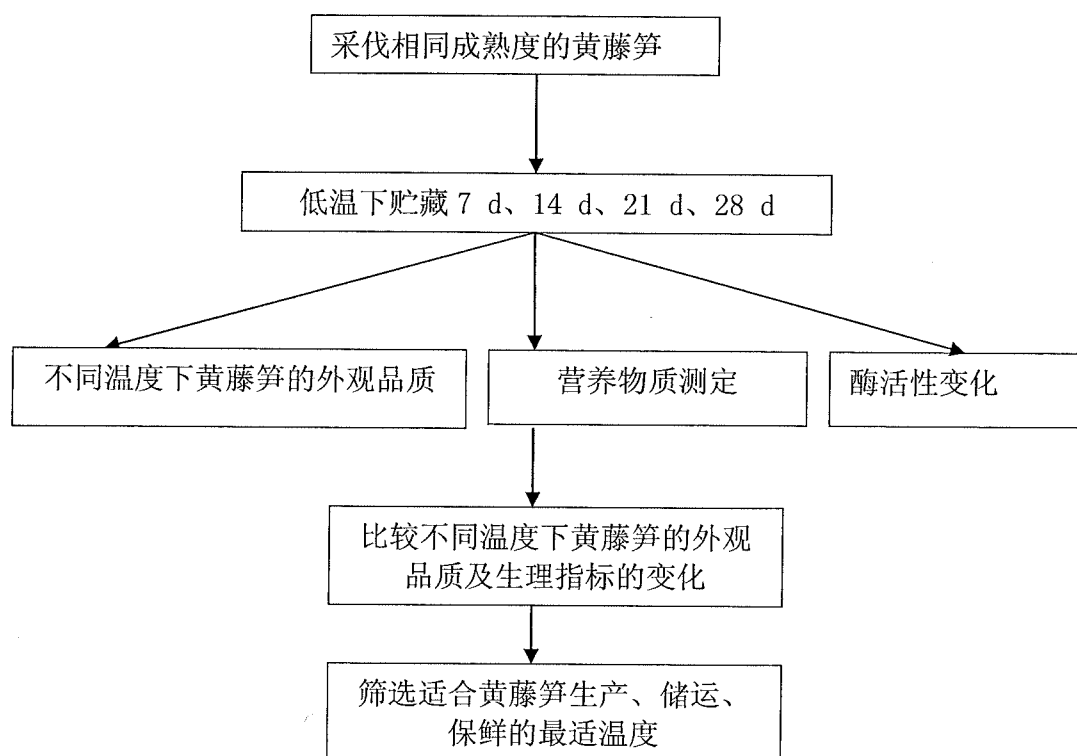 采伐相同成熟度的黄藤笋
低温下贮藏 7 d、14 d、21 d、28 d
不同温度下黄藤笋的外观品质
营养物质测定
酶活性变化
比较不同温度下黄藤笋的外观
品质及生理指标的变化
筛选适合黄藤笋生产、储运、
保鲜的最适温度